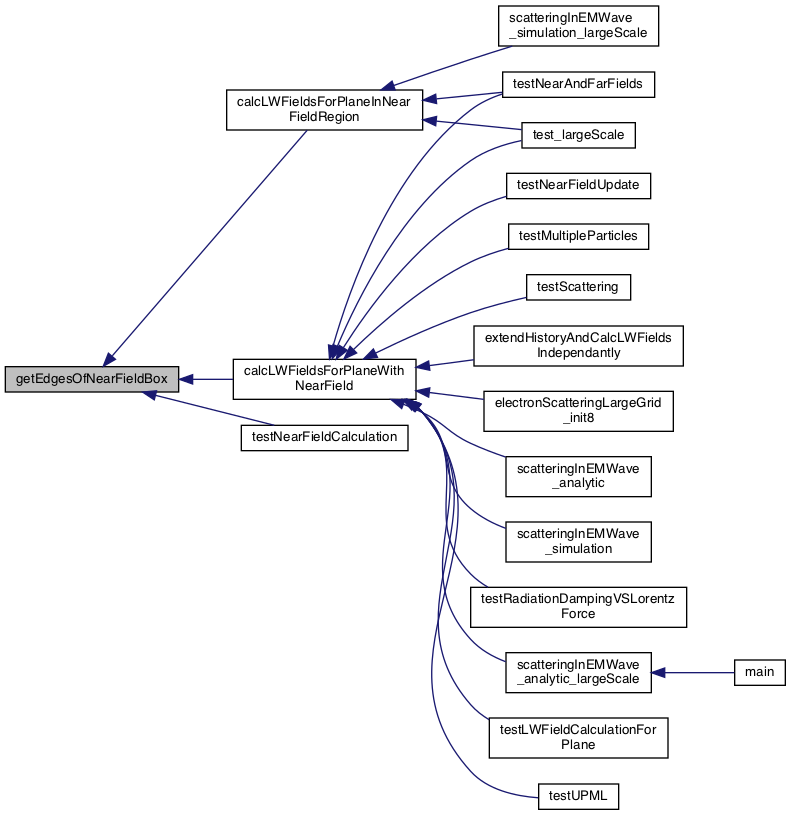 scatteringInEMWave
_simulation_largeScale
testNearAndFarFields
calcLWFieldsForPlaneInNear
FieldRegion
test_largeScale
testNearFieldUpdate
testMultipleParticles
testScattering
extendHistoryAndCalcLWFields
Independantly
getEdgesOfNearFieldBox
calcLWFieldsForPlaneWith
NearField
electronScatteringLargeGrid
_init8
testNearFieldCalculation
scatteringInEMWave
_analytic
scatteringInEMWave
_simulation
testRadiationDampingVSLorentz
Force
scatteringInEMWave
_analytic_largeScale
main
testLWFieldCalculationFor
Plane
testUPML